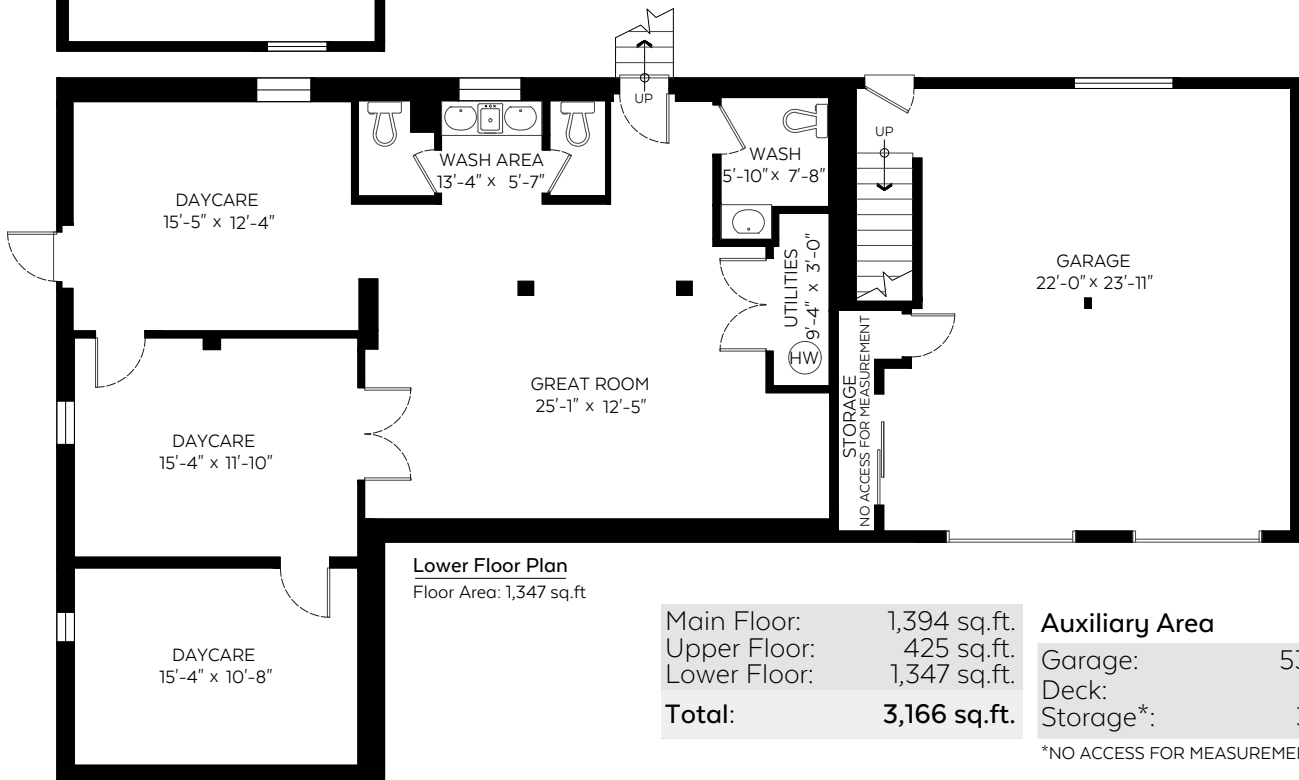 UP
DAYCARE
15'-5" x 12'-4"
WASH AREA
13'-4" x 5'-7"
WASH
5'-10" x 7'-8"
UP
GARAGE
22'-0" x 23'-11"
UTILITIES
9'-4" x 3'-0"
HW
GREAT ROOM
25'-1" x 12'-5"
STORAGE
NO ACCESS FOR MEASUREMENT
DAYCARE
15'-4" x 11'-10"
Lower Floor Plan
Floor Area: 1,347 sq.ft
DAYCARE
15'-4" x 10'-8"
Main Floor: 1,394 sq.ft.
Upper Floor: 425 sq.ft.
Lower Floor: 1,347 sq.ft.
Total: 3,166 sq.ft.
Auxiliary Area
Garage:
Deck:
Storage*:
*NO ACCESS FOR